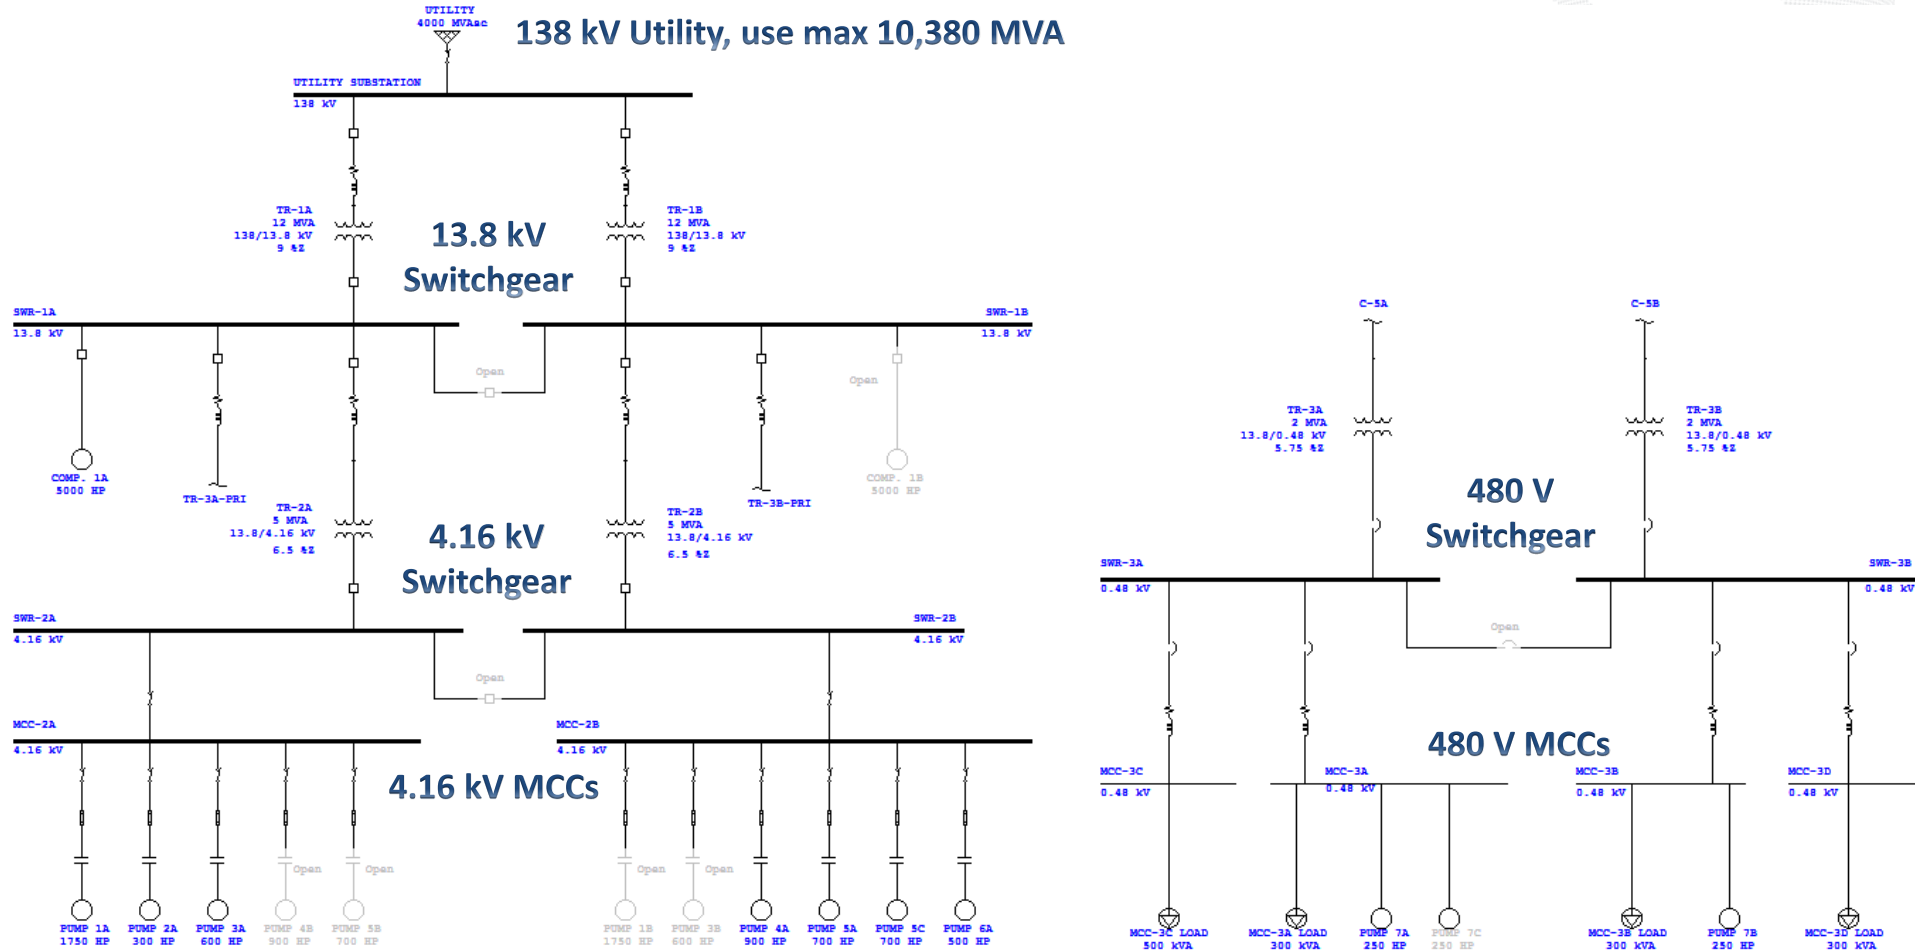 UTILITY
4000 MVAsc
138 kV Utility, use max 10,380 MVA
UTILITY SUBSTATION
138 kV
TR-1A
12 MVA
138/13.8 kV
9 %Z
13.8 kV
Switchgear
TR-1B
12 MVA
138/13.8 kV
9 %Z
SWR-1A
13.8 kV
SWR-1B
13.8 kV
Open
Open
COMP. 1A
5000 HP
TR-3A-PRI
TR-2A
5 MVA
13.8/4.16 kV
6.5 %Z
4.16 kV
Switchgear
TR-2B
5 MVA
13.8/4.16 kV
6.5 %Z
TR-3B-PRI
COMP. 1B
5000 HP
SWR-2A
4.16 kV
SWR-2B
4.16 kV
Open
MCC-2A
4.16 kV
MCC-2B
4.16 kV
4.16 kV MCCs
Open
Open
Open
Open
PUMP 1A
1750 HP
PUMP 2A
300 HP
PUMP 3A
600 HP
PUMP 4B
900 HP
PUMP 5B
700 HP
PUMP 1B
1750 HP
PUMP 3B
600 HP
PUMP 4A
900 HP
PUMP 5A
700 HP
PUMP 5C
700 HP
PUMP 6A
500 HP
C-5A
C-5B
TR-3A
2 MVA
13.8/0.48 kV
5.75 %Z
TR-3B
2 MVA
13.8/0.48 kV
5.75 %Z
480 V
Switchgear
SWR-3A
0.48 kV
SWR-3B
0.48 kV
Open
480 V MCCs
MCC-3C
0.48 kV
MCC-3A
0.48 kV
MCC-3B
0.48 kV
MCC-3D
0.48 kV
MCC-3C LOAD
500 kVA
MCC-3A LOAD
300 kVA
PUMP 7A
250 HP
PUMP 7C
250 HP
MCC-3B LOAD
300 kVA
PUMP 7B
250 HP
MCC-3D LOAD
300 kVA